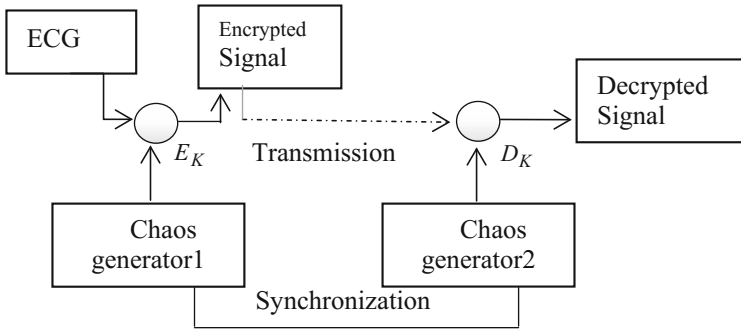 ECG
Encrypted
Signal
Decrypted
Signal
E_K
Transmission
D_K
Chaos
generator1
Chaos
generator2
Synchronization